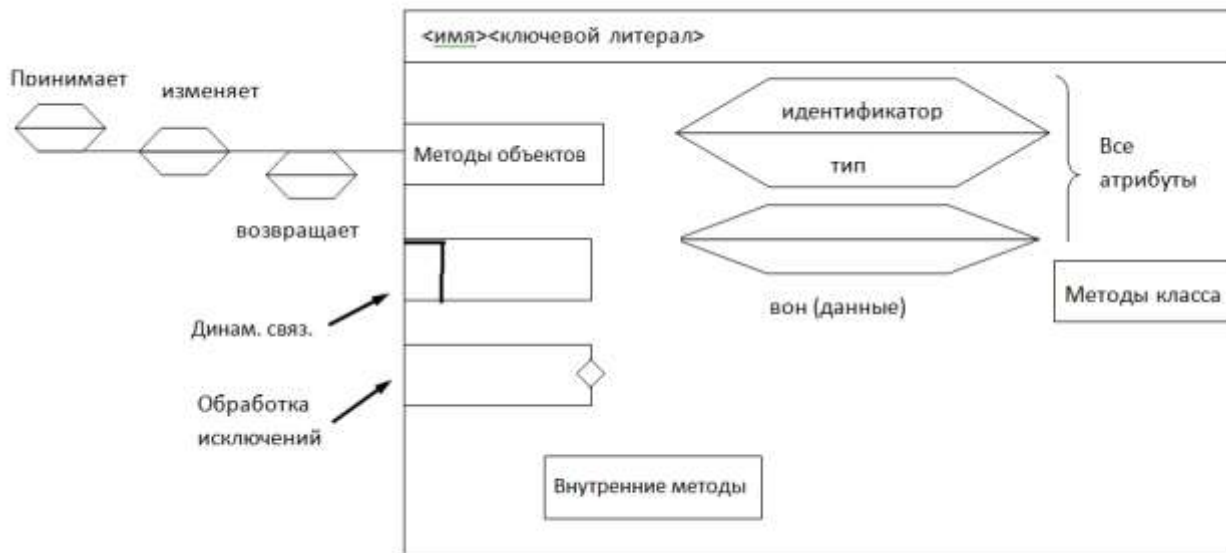 <имя><ключевой литерал>
Принимает
изменяет
возвращает
Методы объектов
идентификатор
тип
Все
атрибуты
вон (данные)
Методы класса
Динам. связ.
Обработка
исключений
Внутренние методы